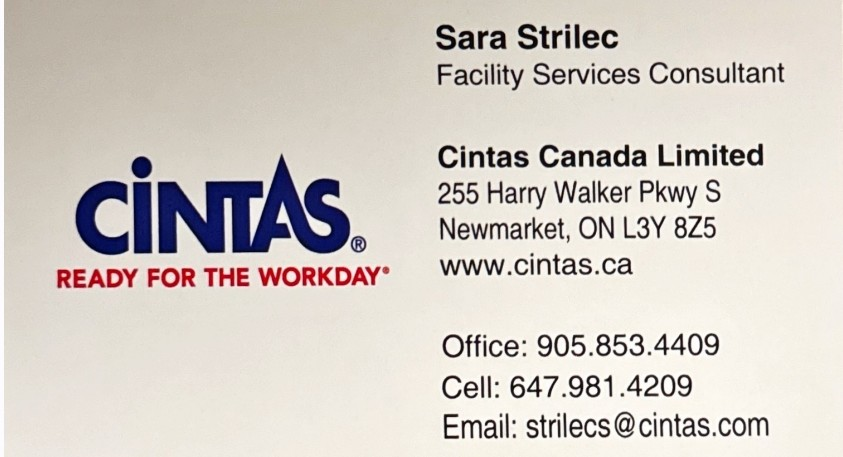 Sara Strilec
Facility Services Consultant
CiNTAS®
READY FOR THE WORKDAY®
Cintas Canada Limited
255 Harry Walker Pkwy S
Newmarket, ON L3Y 8Z5
www.cintas.ca
Office: 905.853.4409
Cell: 647.981.4209
Email: strilecs@cintas.com